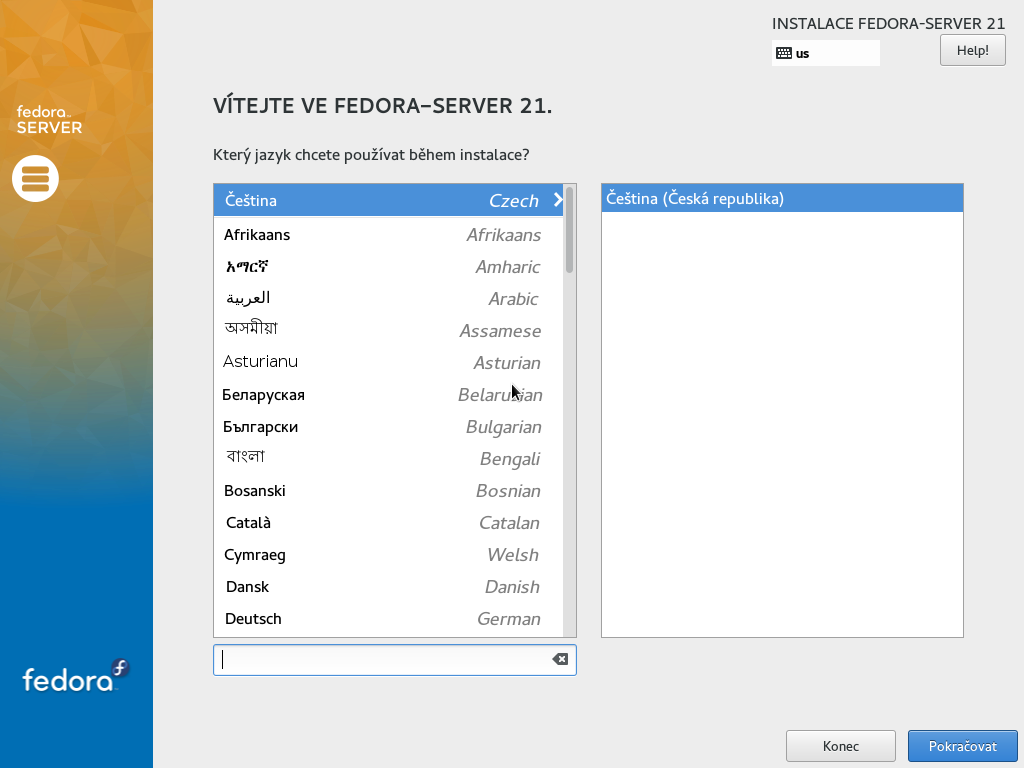 INSTALACE FEDORA-SERVER 21
us
Help!
fedora
SERVER
VÍTEJTE VE FEDORA-SERVER 21.
Který jazyk chcete používat během instalace?
Čeština Czech
Čeština (Česká republika)
Afrikaans Afrikaans
አማርኛ Amharic
العربية Arabic
অসমীয়া Assamese
Asturianu Asturian
Беларуская Belarusian
Български Bulgarian
বাংলা Bengali
Bosanski Bosnian
Català Catalan
Cymraeg Welsh
Dansk Danish
Deutsch German
fedora
Konec
Pokračovat